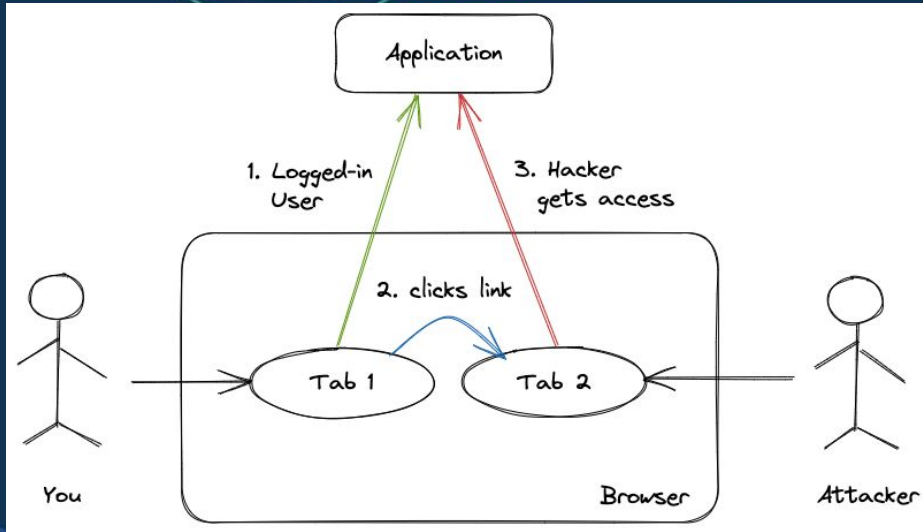 Application
1. Logged-in
User
3. Hacker
gets access
2. clicks link
Tab 1
Tab 2
You
Browser
Attacker